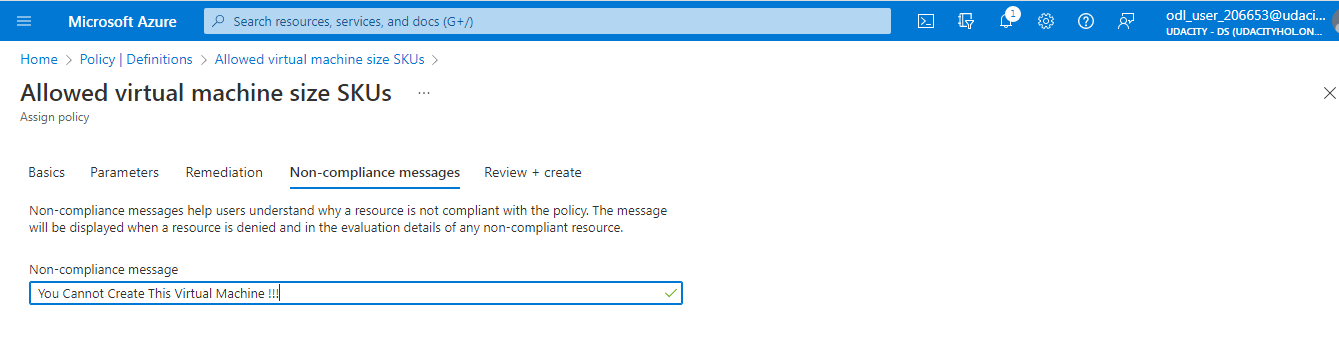 Microsoft Azure
Search resources, services, and docs (G+/)
1
odl_user_206653@udaci...
UDACITY - DS (UDACITYHOL.ON...
Home > Policy | Definitions > Allowed virtual machine size SKUs >
Allowed virtual machine size SKUs ...
Assign policy
Basics Parameters Remediation Non-compliance messages Review + create
Non-compliance messages help users understand why a resource is not compliant with the policy. The message
will be displayed when a resource is denied and in the evaluation details of any non-compliant resource.
Non-compliance message
You Cannot Create This Virtual Machine !!!